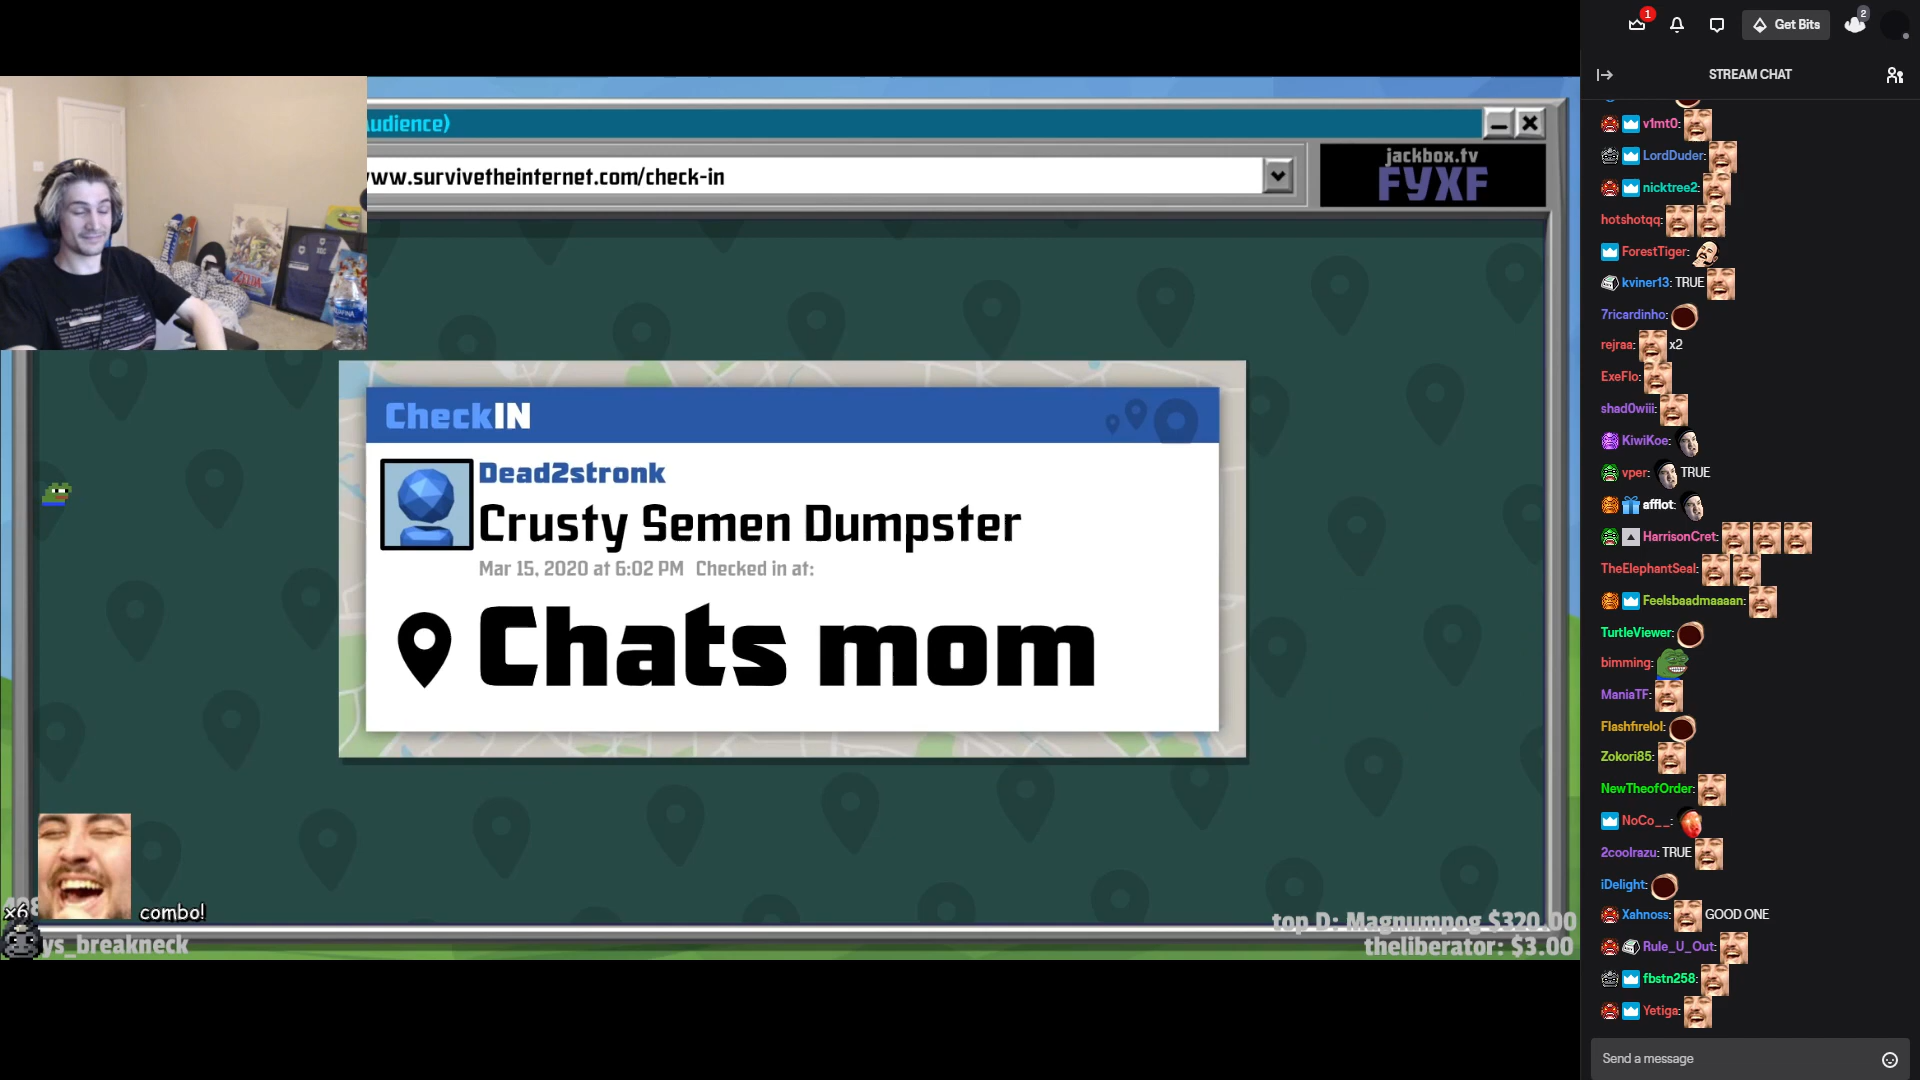 1
Get Bits
2
STREAM CHAT
udience)
ww.survivetheinternet.com/check-in
jackbox.tv
FYXF
CheckIN
Dead2stronk
Crusty Semen Dumpster
Mar 15, 2020 at 6:02 PM Checked in at:
Chats mom
x6
combo!
ys_breakneck
top D: Magnumpog $320.00
theliberator: $3.00
v1mt0:
LordDuder:
nicktree2:
hotshotqq:
ForestTiger:
kviner13: TRUE
7ricardinho:
rejraa: x2
ExeFlo:
shad0wiii:
KiwiKoe:
vper: TRUE
afflot:
HarrisonCret:
TheElephantSeal:
Feelsbaadmaaaan:
TurtleViewer:
bimming:
ManiaTF:
Flashfirelol:
Zokori85:
NewTheofOrder:
NoCo__:
2coolrazu: TRUE
iDelight:
Xahnoss: GOOD ONE
Rule_U_Out:
fbstn258:
Yetiga:
Send a message